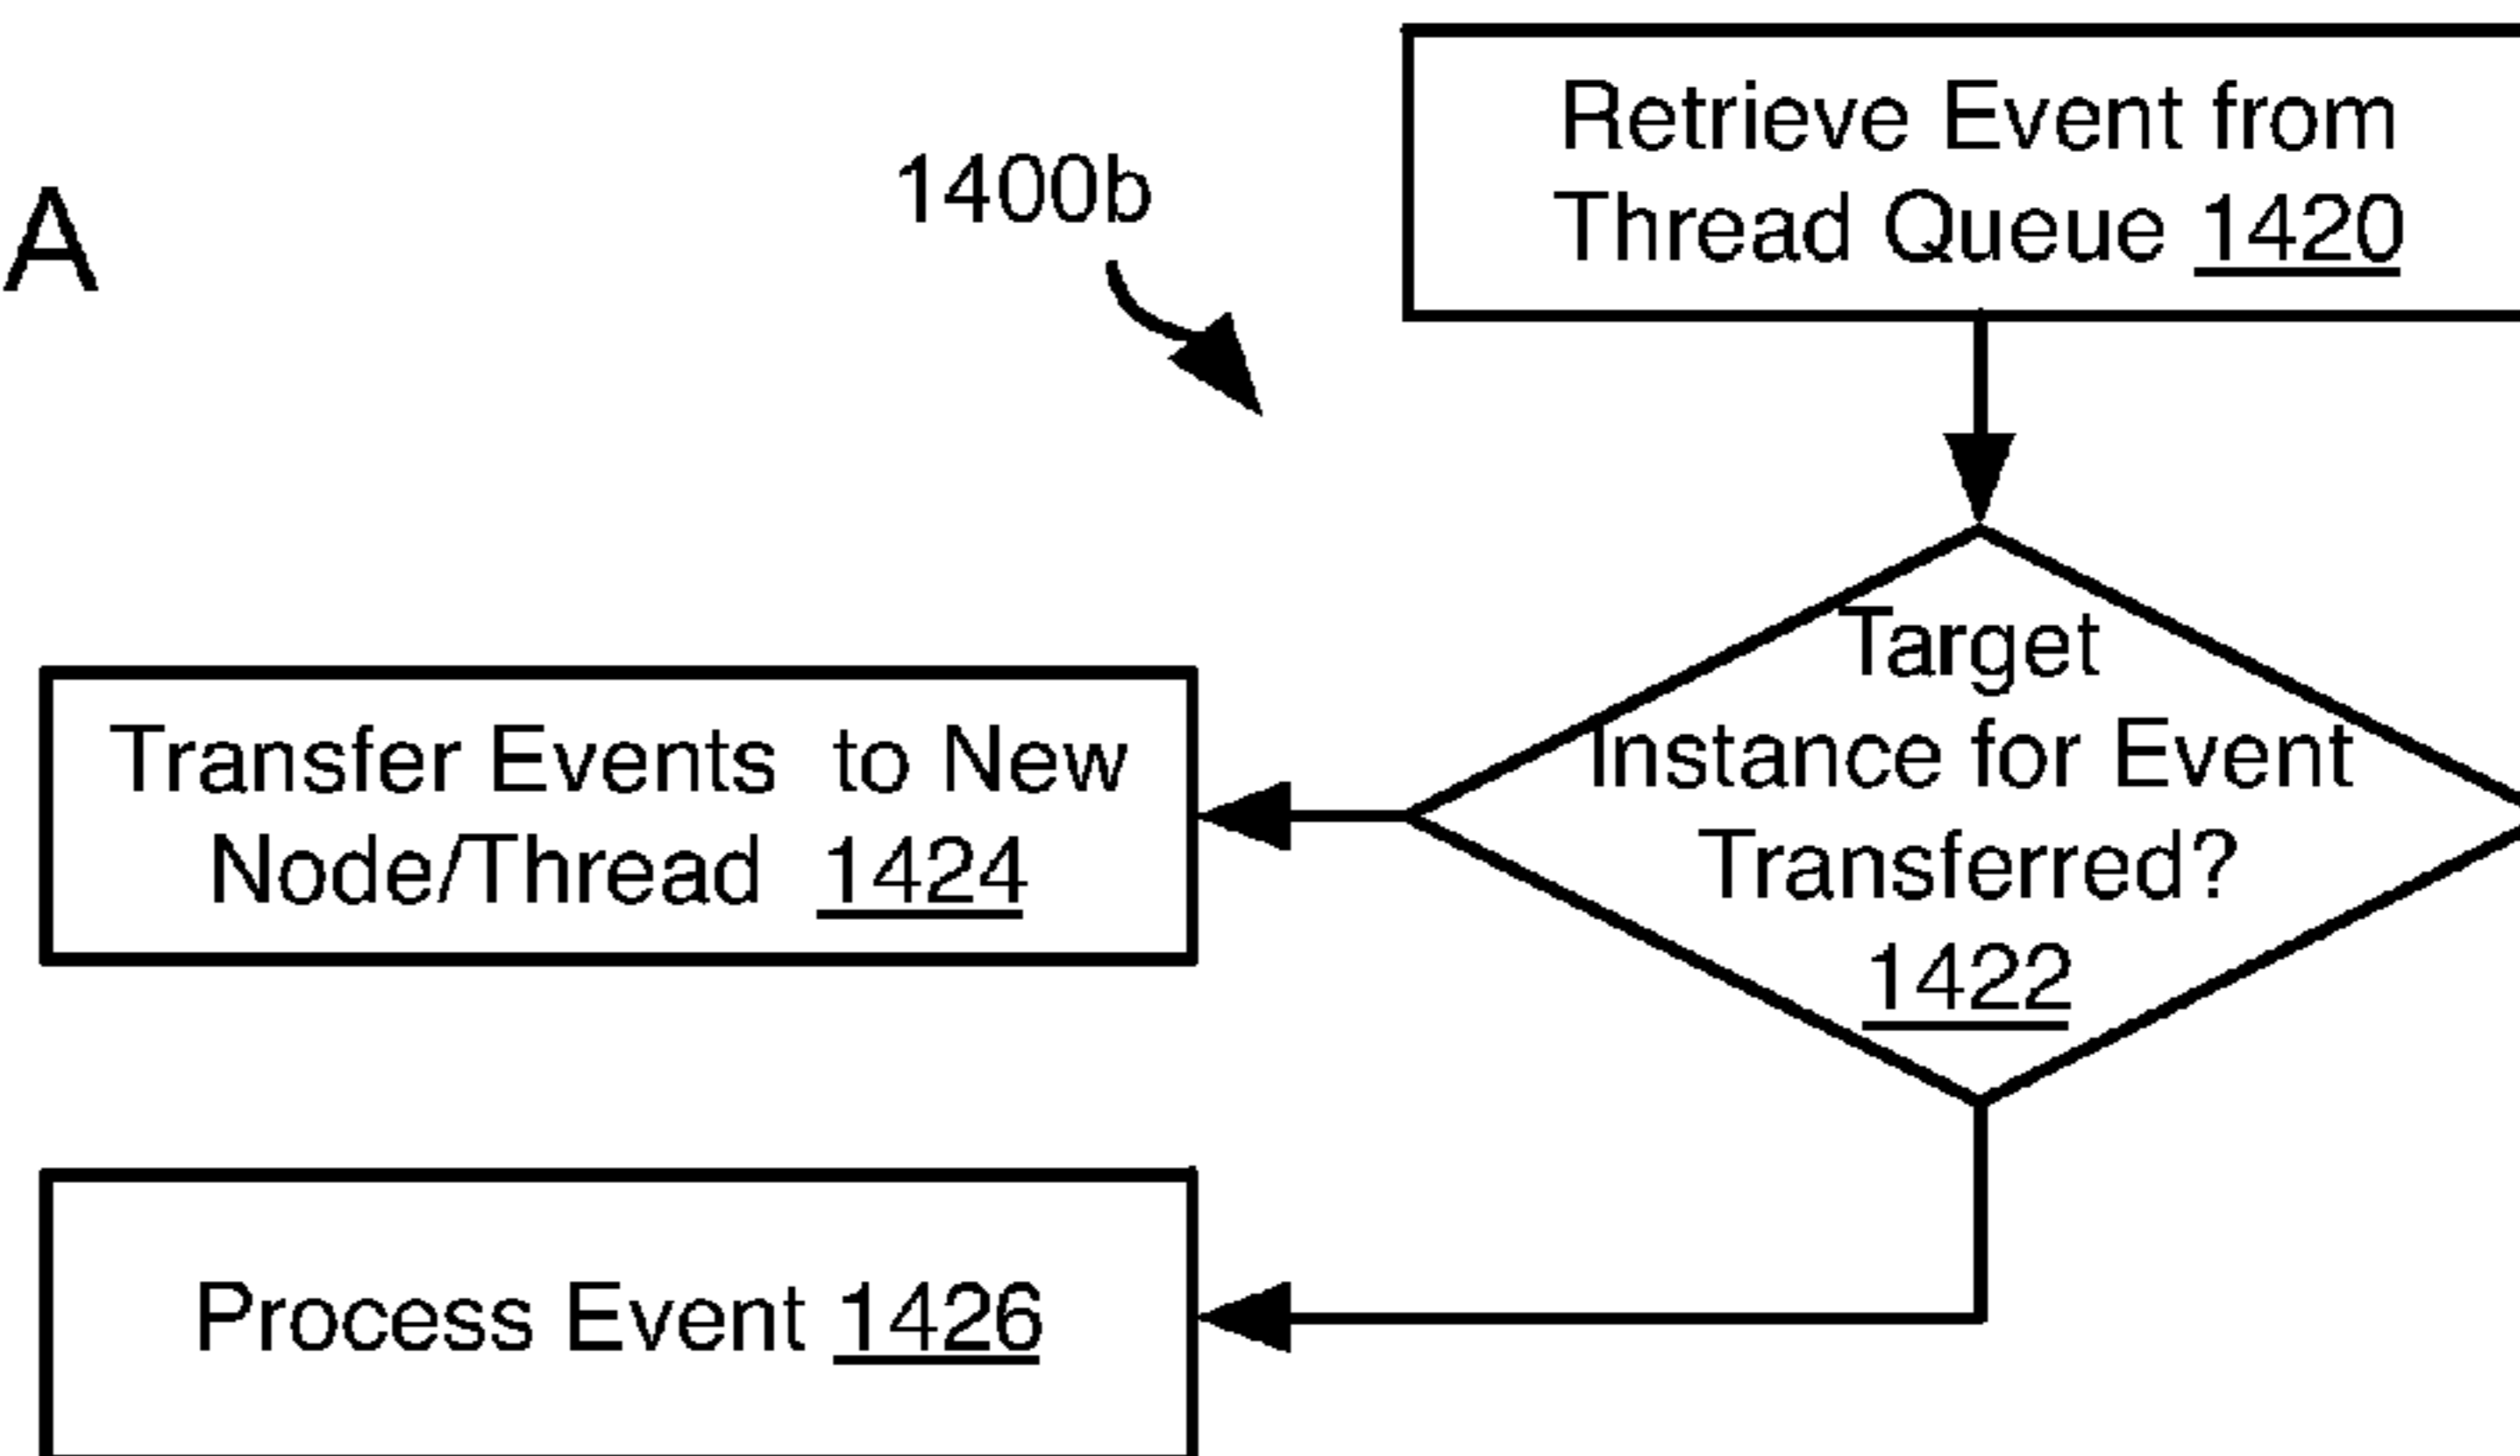 A
1400b
Retrieve Event from
Thread Queue 1420
Target
Instance for Event
Transferred?
1422
Transfer Events to New
Node/Thread 1424
Process Event 1426